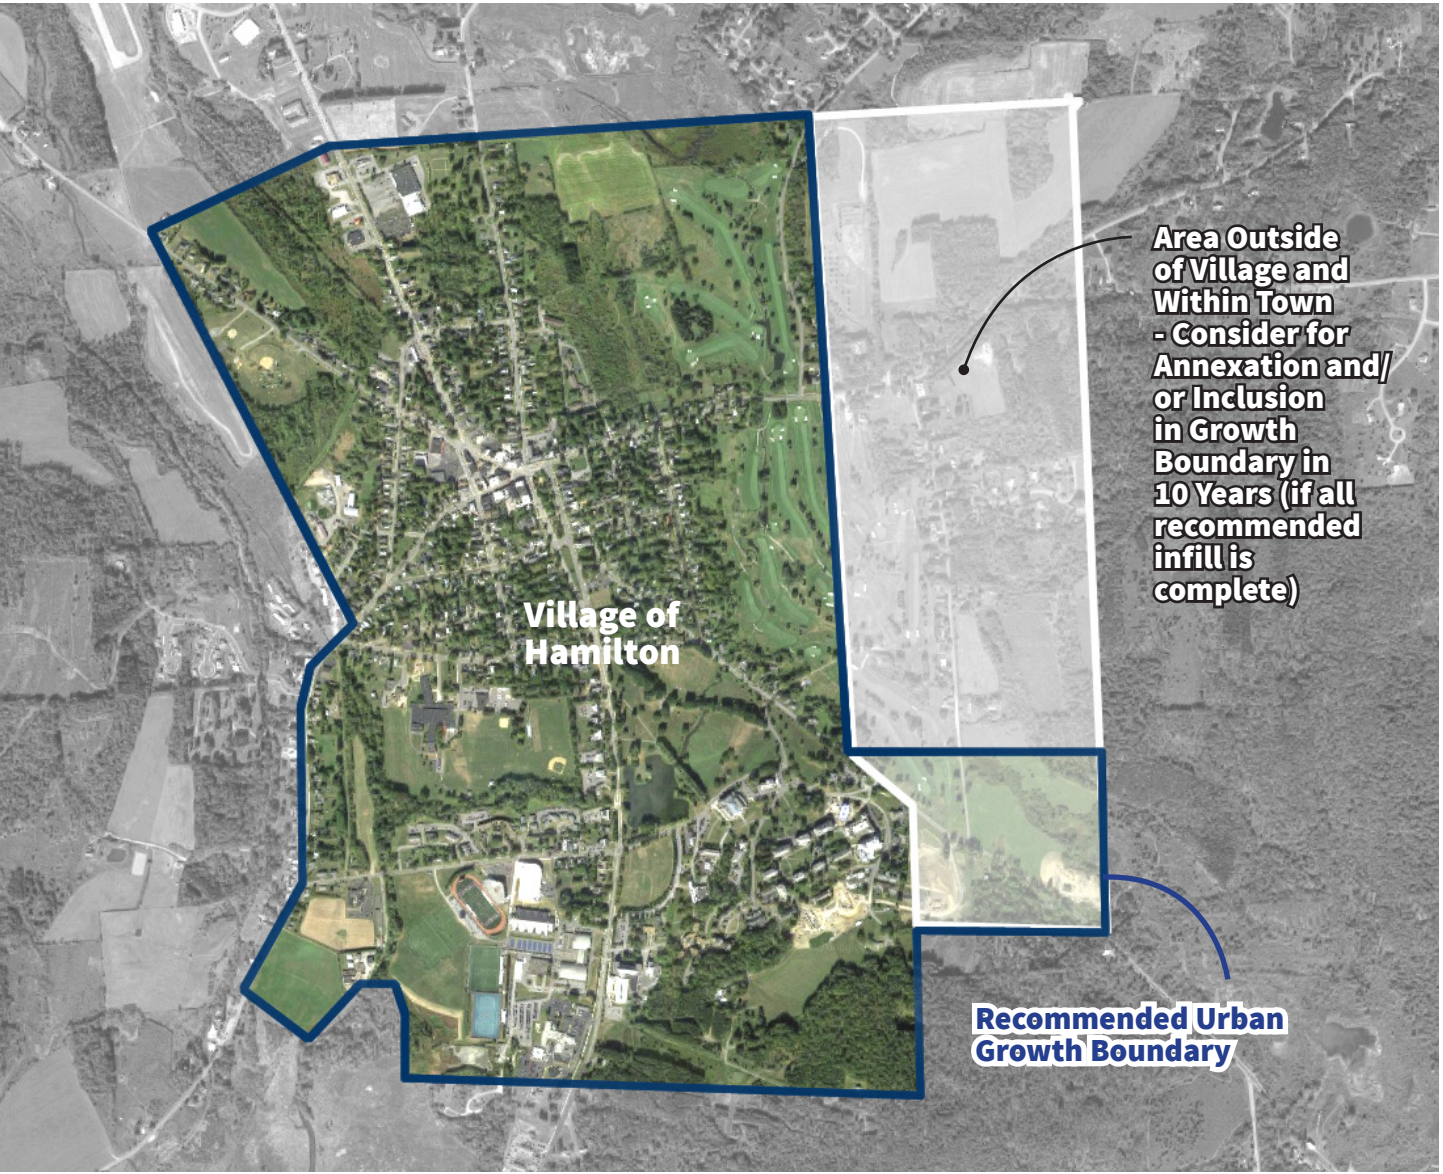 Area Outside
of Village and
Within Town
- Consider for
Annexation and/
or Inclusion
in Growth
Boundary in
10 Years (if all
recommended
infill is
complete)
Village of
Hamilton
Recommended Urban
Growth Boundary